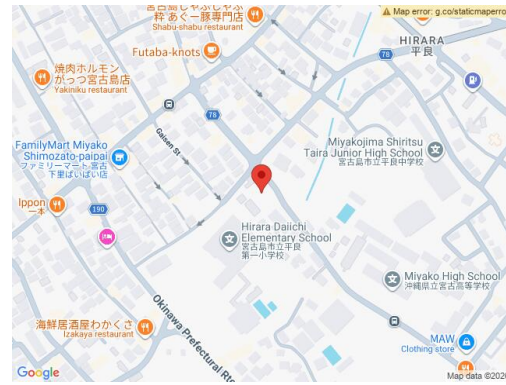 宮古島しゃぶしゃぶ
粋 あぐー豚専門店
Shabu-shabu restaurant
Map error: g.co/staticmaperro
HIRARA
平良
78
Futaba-knots
焼肉ホルモン
がっつ宮古島店
Yakiniku restaurant
78
Gaisen St
FamilyMart Miyako
Shimozato-paipai
ファミリーマート 宮古
下里ぱいぱい店
Miyakojima Shiritsu
Taira Junior High School
宮古島市立平良中学校
Ippon
一本
190
Hirara Daiichi
Elementary School
宮古島市立平良
第一小学校
Miyako High School
沖縄県立宮古高等学校
Okinawa Prefectural Rte
海鮮居酒屋わかくさ
Izakaya restaurant
MAW
Clothing store
Google
Map data ©2026